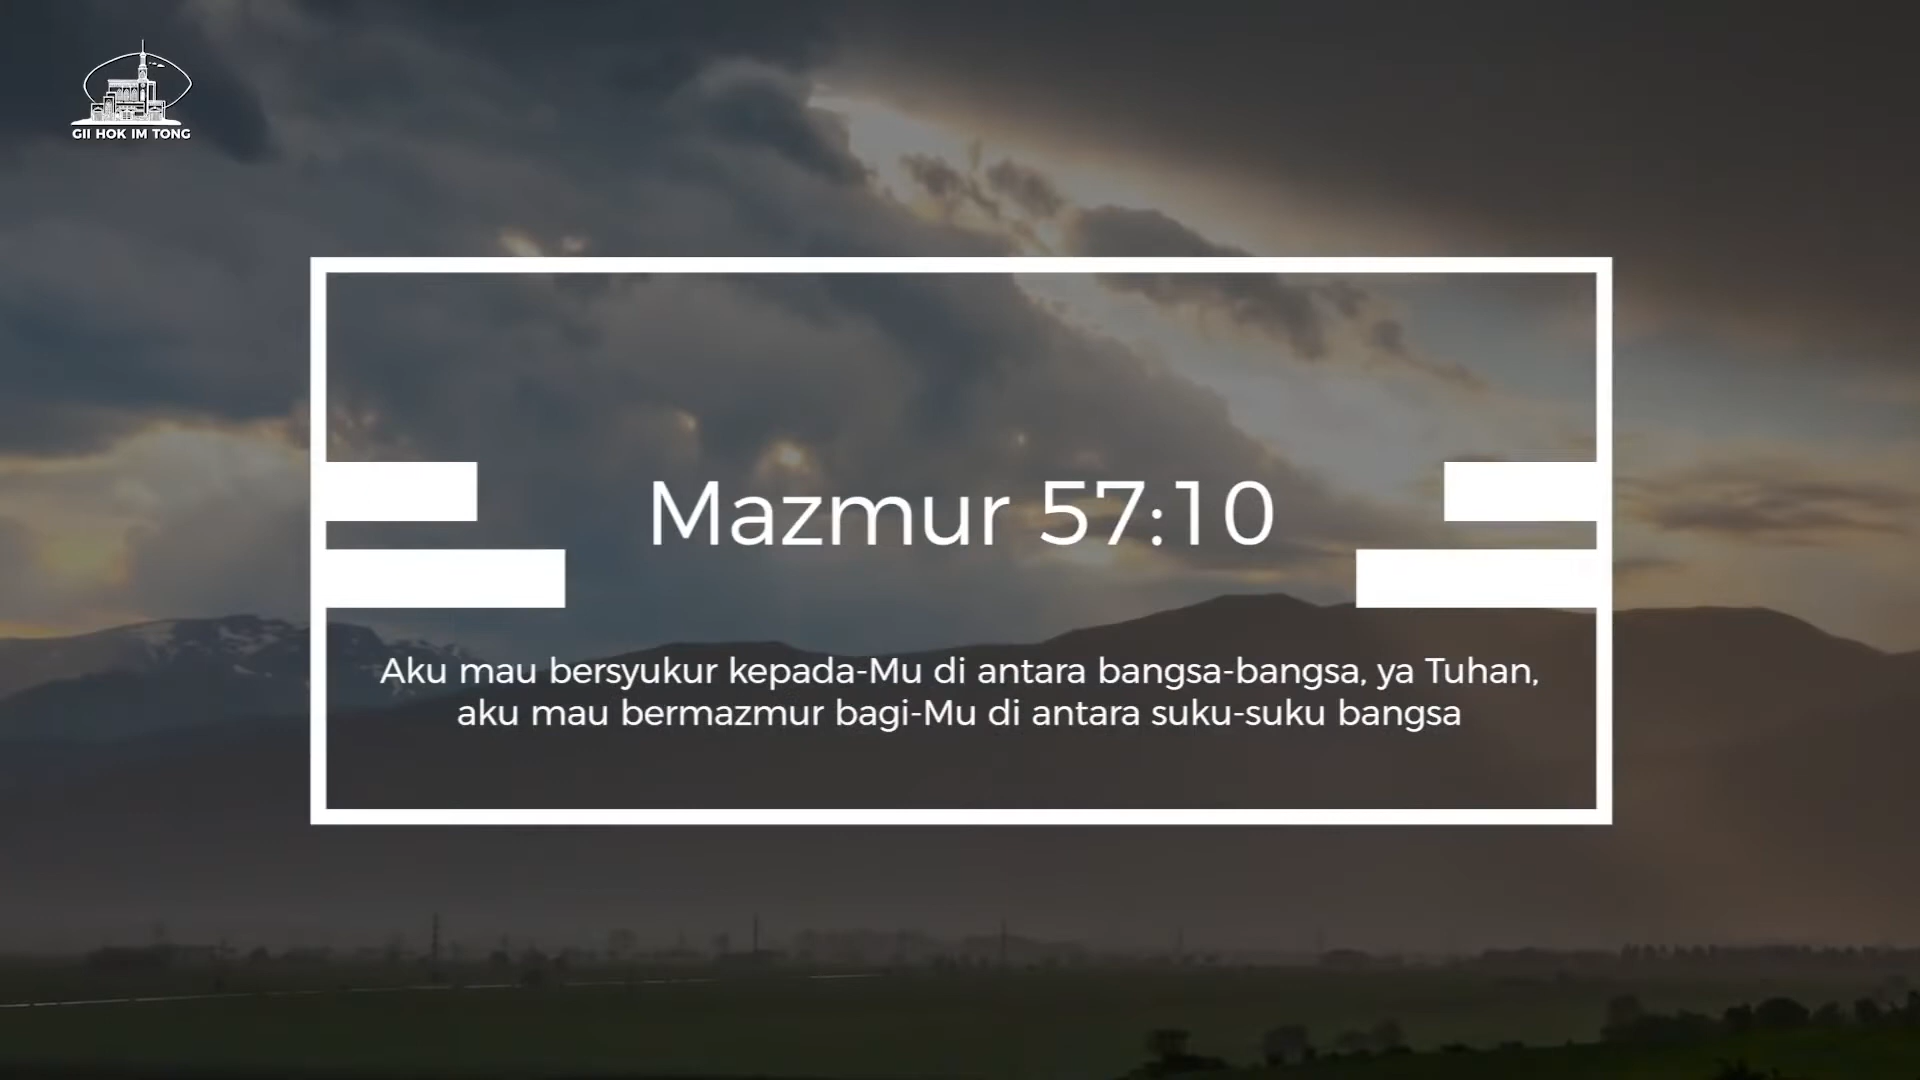 GII HOK IM TONG
Mazmur 57:10
Aku mau bersyukur kepada-Mu di antara bangsa-bangsa, ya Tuhan,
aku mau bermazmur bagi-Mu di antara suku-suku bangsa